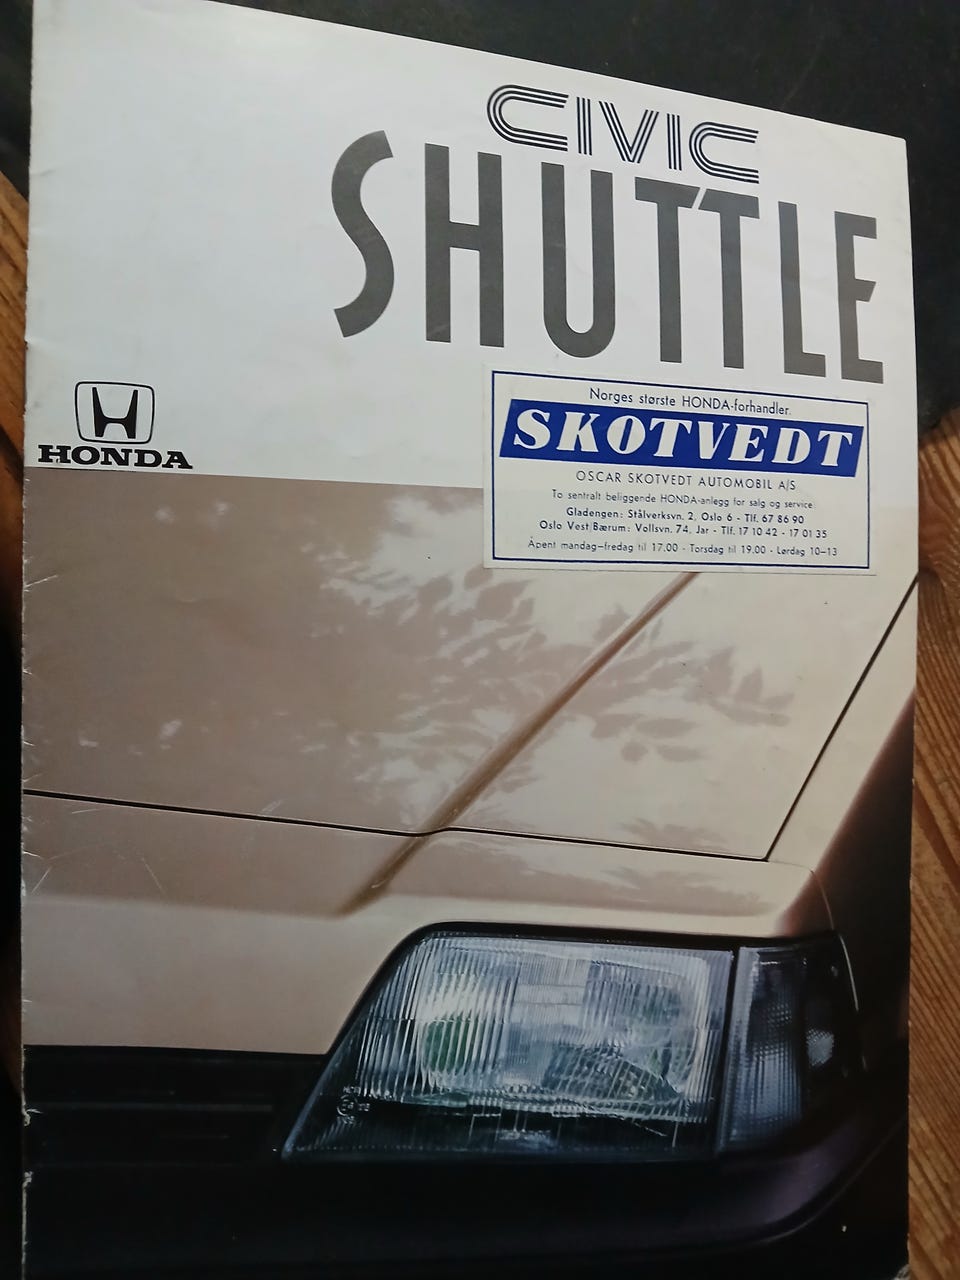 CIVIC
SHUTTLE
HONDA
Norges største HONDA-forhandler.
SKOTVEDT
OSCAR SKOTVEDT AUTOMOBIL A/S
To sentralt beliggende HONDA-anlegg for salg og service:
Gladengen: Stålverksvn. 2, Oslo 6 - Tlf. 67 86 90
Oslo Vest/Bærum: Vollsvn. 74, Jar - Tlf. 17 10 42 - 17 01 35
Åpent mandag–fredag til 17.00 - Torsdag til 19.00 - Lørdag 10–13